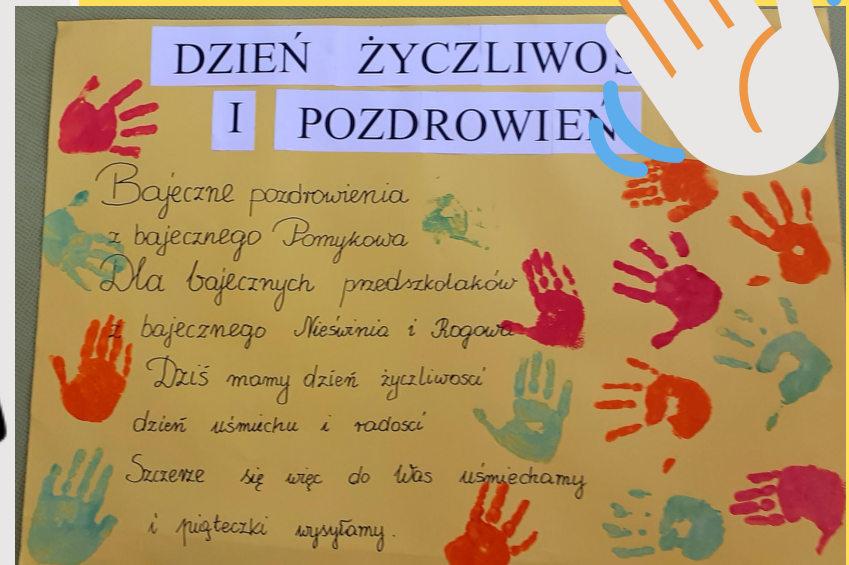 DZIEŃ ŻYCZLIWOŚ
I POZDROWIEŃ
Bajeczne pozdrowienia
z bajecznego Pomykowa
Dla bajecznych przedszkolaków
z bajecznego Nieświnia i Rogowa
Dziś mamy dzień życzliwości
dzień uśmiechu i radości
Szczerze się więc do Was uśmiechamy
i piąteczki wysyłamy.